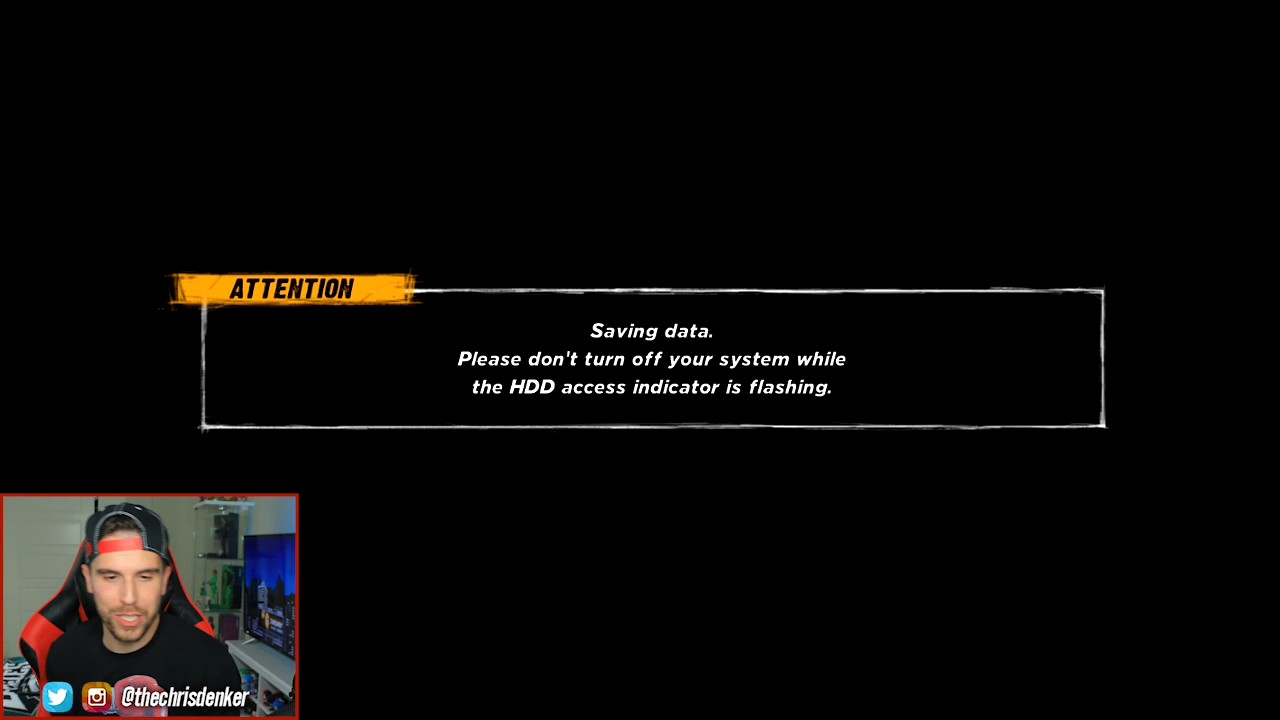 ATTENTION
Saving data.
Please don't turn off your system while
the HDD access indicator is flashing.
@thechrisdenker